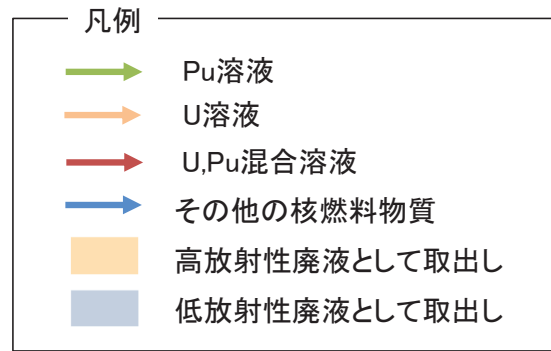 凡例
Pu溶液
U溶液
U,Pu混合溶液
その他の核燃料物質
高放射性廃液として取出し
低放射性廃液として取出し